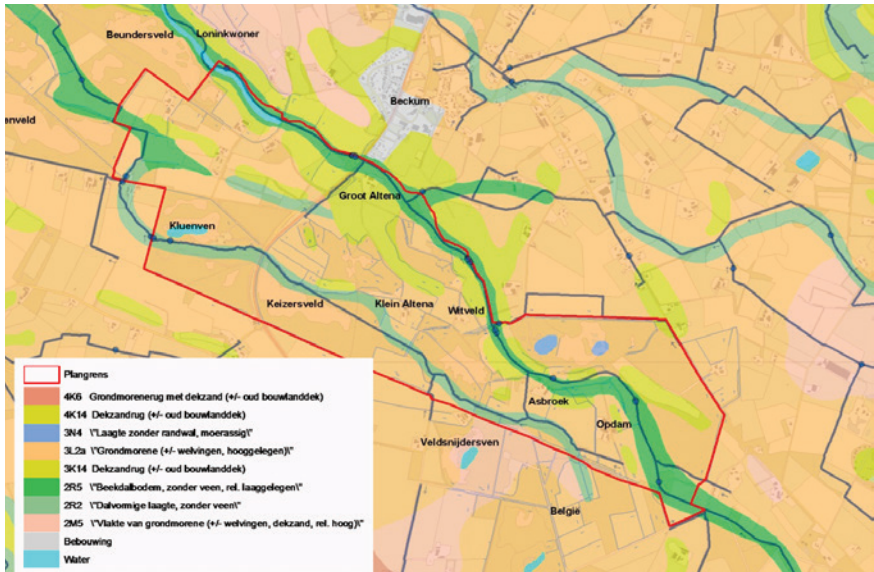 Beundersveld
Loninkwoner
Beckum
enveld
Groot Altena
Kluenven
Keizersveld
Klein Altena
Witveld
Asbroek
Opdam
Veldsnijdersven
België
Plangrens
4K6 Grondmorenerug met dekzand (+/- oud bouwlanddek)
4K14 Dekzandrug (+/- oud bouwlanddek)
3N4 \"Laagte zonder randwal, moerassig\"
3L2a \"Grondmorene (+/- welvingen, hooggelegen)\"
3K14 Dekzandrug (+/- oud bouwlanddek)
2R5 \"Beekdalbodem, zonder veen, rel. laaggelegen\"
2R2 \"Dalvormige laagte, zonder veen\"
2M5 \"Vlakte van grondmorene (+/- welvingen, dekzand, rel. hoog)\"
Bebouwing
Water